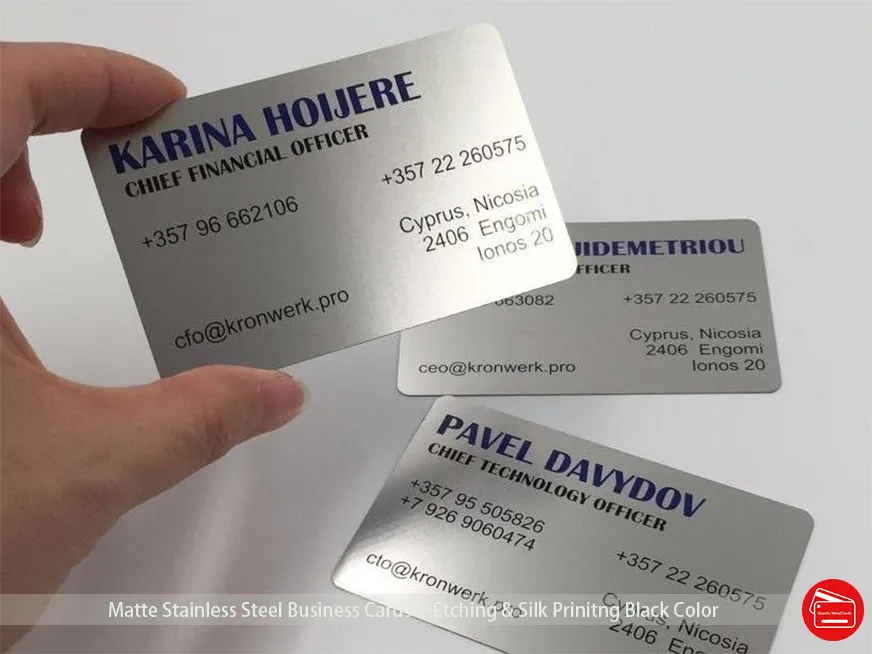 KARINA HOIJERE
CHIEF FINANCIAL OFFICER
+357 96 662106
+357 22 260575
Cyprus, Nicosia
2406 Engomi
Ionos 20
cfo@kronwerk.pro
IDEMETRIOU
FFICER
663082
+357 22 260575
Cyprus, Nicosia
2406 Engomi
Ionos 20
ceo@kronwerk.pro
PAVEL DAVYDOV
CHIEF TECHNOLOGY OFFICER
+357 95 505826
+7 926 9060474
+357 22 260575
cto@kronwerk.pro
Cyprus, Nicosia
2406 Engomi
Matte Stainless Steel Business Cards - Etching & Silk Prinitng Black Color